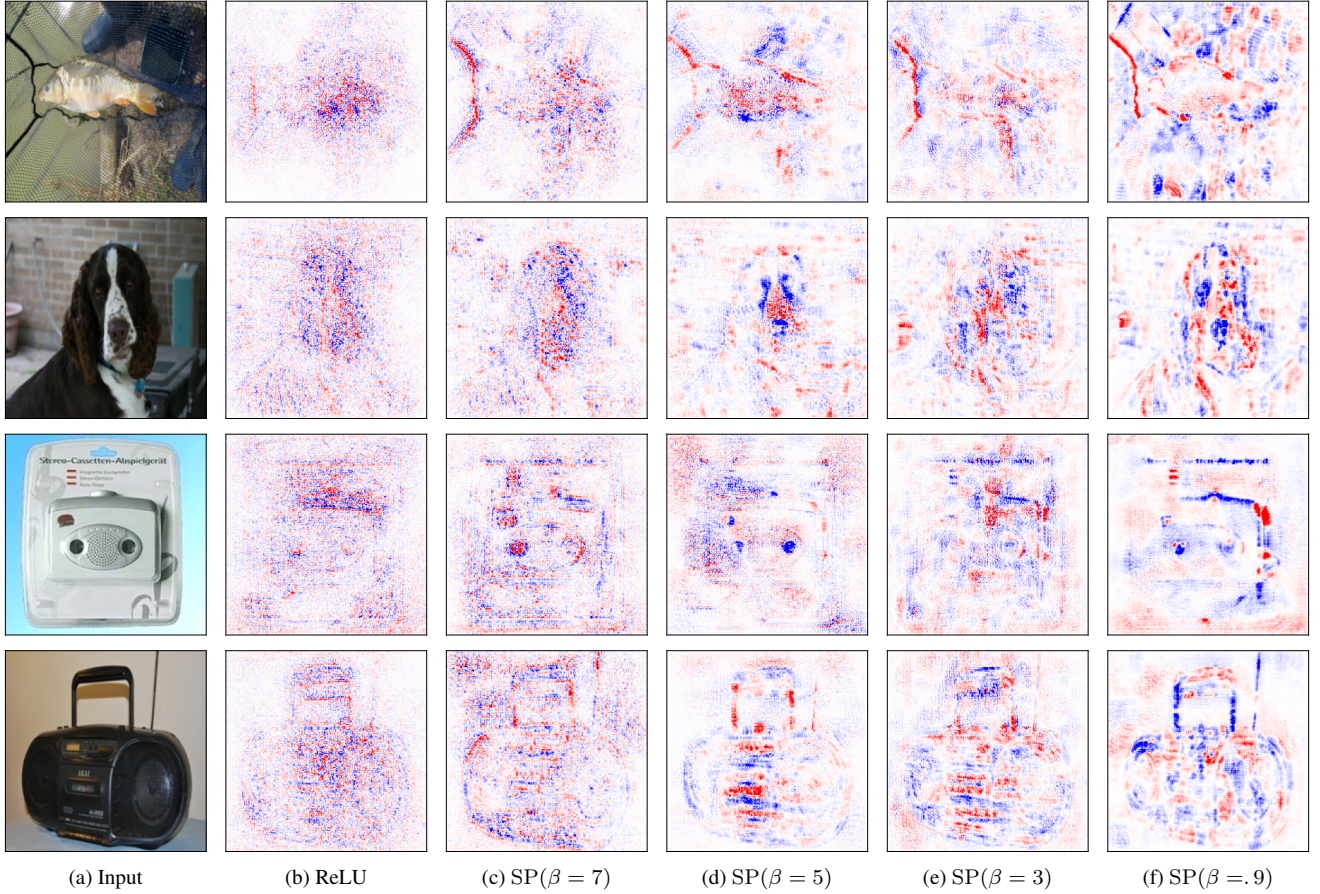 Stereo-Cassetten-Abspielgerät
AKAI
(a) Input
(b) ReLU
(c) SP(β = 7)
(d) SP(β = 5)
(e) SP(β = 3)
(f) SP(β =. 9)